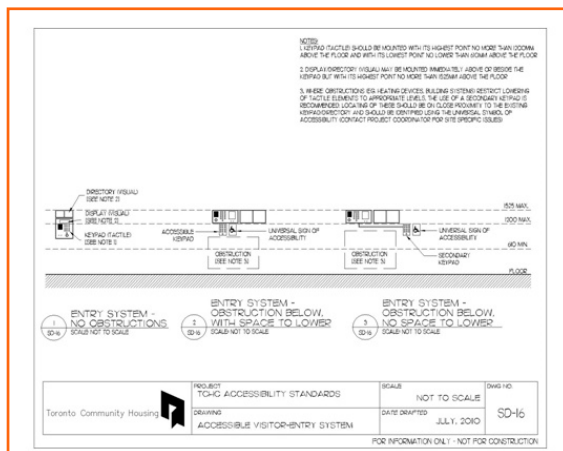 NOTES:
1. KEYPAD (TACTILE) SHOULD BE MOUNTED WITH ITS HIGHEST POINT NO MORE THAN 1200MM
ABOVE THE FLOOR AND WITH ITS LOWEST POINT NO LOWER THAN 610MM ABOVE THE FLOOR
2. DISPLAY/DIRECTORY (VISUAL) MAY BE MOUNTED IMMEDIATELY ABOVE OR BESIDE THE
KEYPAD BUT WITH ITS HIGHEST POINT NO MORE THAN 1525MM ABOVE THE FLOOR
3. WHERE OBSTRUCTIONS (EG. HEATING DEVICES, BUILDING SYSTEMS) RESTRICT LOWERING
OF TACTILE ELEMENTS TO APPROPRIATE LEVELS, THE USE OF A SECONDARY KEYPAD IS
RECOMMENDED. LOCATING OF THESE SHOULD BE ON CLOSE PROXIMITY TO THE EXISTING
KEYPAD/DIRECTORY AND SHOULD BE IDENTIFIED USING THE UNIVERSAL SYMBOL OF
ACCESSIBILITY (CONTACT PROJECT COORDINATOR FOR SITE SPECIFIC ISSUES)
DIRECTORY (VISUAL)
(SEE NOTE 2)
DISPLAY (VISUAL)
(SEE NOTE 2)
KEYPAD (TACTILE)
(SEE NOTE 1)
ACCESSIBLE
KEYPAD
UNIVERSAL SIGN OF
ACCESSIBILITY
OBSTRUCTION
(SEE NOTE 3)
OBSTRUCTION
(SEE NOTE 3)
UNIVERSAL SIGN OF
ACCESSIBILITY
SECONDARY
KEYPAD
1525 MAX.
1200 MAX.
610 MIN.
FLOOR
1
SD-16
ENTRY SYSTEM -
NO OBSTRUCTIONS
SCALE: NOT TO SCALE
2
SD-16
ENTRY SYSTEM -
OBSTRUCTION BELOW,
WITH SPACE TO LOWER
SCALE: NOT TO SCALE
3
SD-16
ENTRY SYSTEM -
OBSTRUCTION BELOW,
NO SPACE TO LOWER
SCALE: NOT TO SCALE
Toronto Community Housing
PROJECT
TCHC ACCESSIBILITY STANDARDS
DRAWING
ACCESSIBLE VISITOR-ENTRY SYSTEM
SCALE
NOT TO SCALE
DATE DRAFTED
JULY, 2010
DWG NO.
SD-16
FOR INFORMATION ONLY - NOT FOR CONSTRUCTION